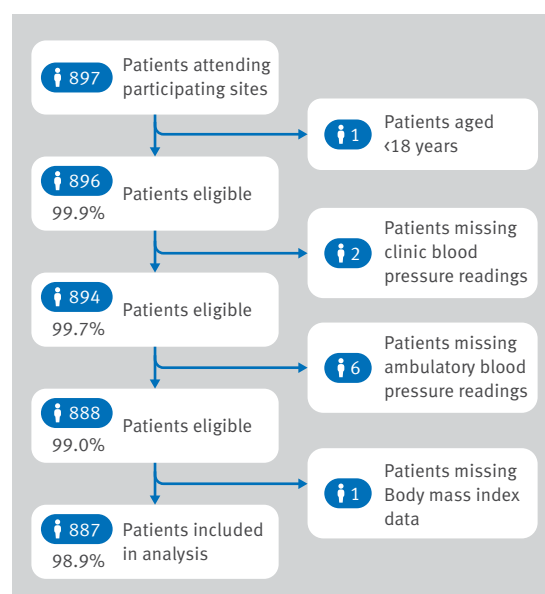 897
Patients attending
participating sites
1
Patients aged
<18 years
896
99.9%
Patients eligible
2
Patients missing
clinic blood
pressure readings
894
99.7%
Patients eligible
6
Patients missing
ambulatory blood
pressure readings
888
99.0%
Patients eligible
1
Patients missing
Body mass index
data
887
98.9%
Patients included
in analysis